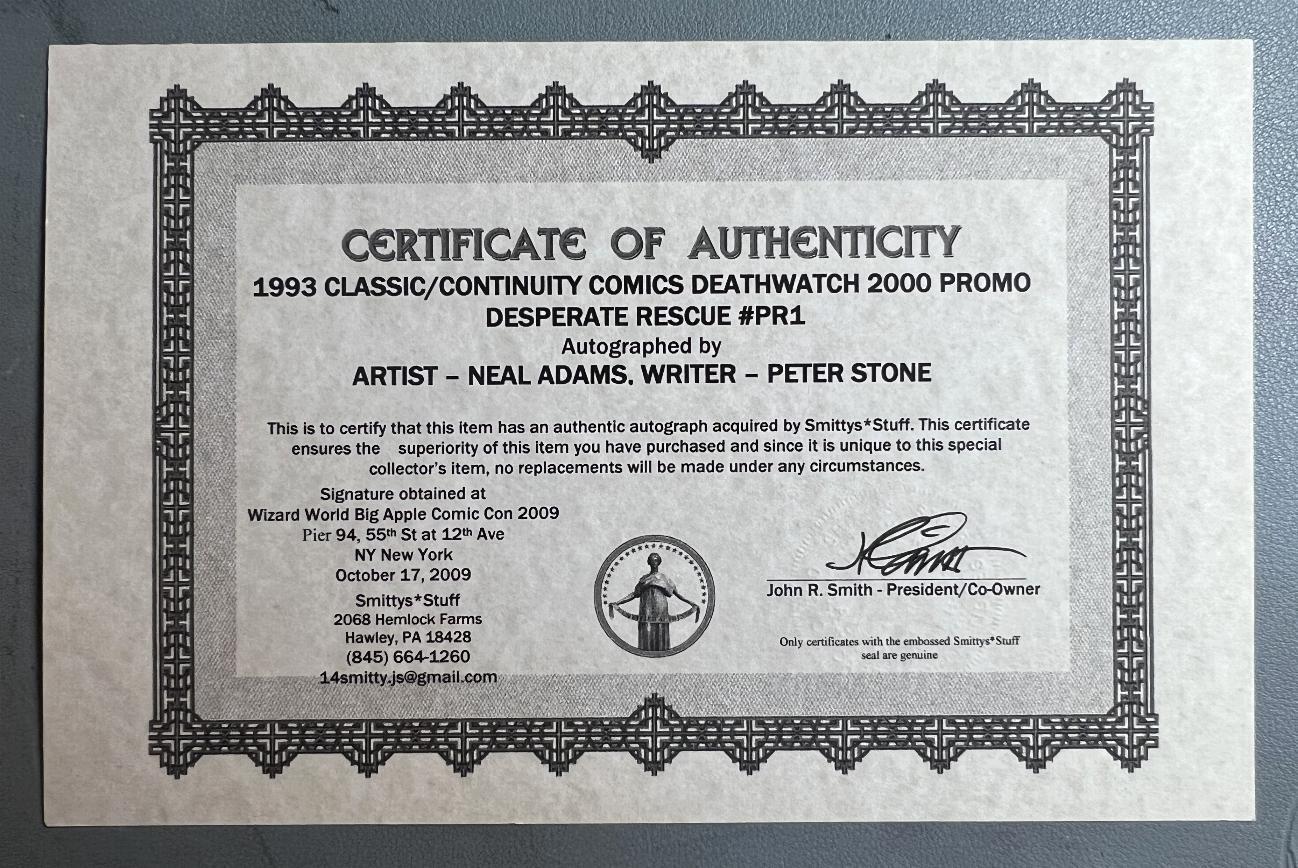 CERTIFICATE OF AUTHENTICITY
1993 CLASSIC/CONTINUITY COMICS DEATHWATCH 2000 PROMO
DESPERATE RESCUE #PR1
Autographed by
ARTIST – NEAL ADAMS. WRITER – PETER STONE
This is to certify that this item has an authentic autograph acquired by Smittys*Stuff. This certificate
ensures the superiority of this item you have purchased and since it is unique to this special
collector's item, no replacements will be made under any circumstances.
Signature obtained at
Wizard World Big Apple Comic Con 2009
Pier 94, 55th St at 12th Ave
NY New York
October 17, 2009
Smittys*Stuff
2068 Hemlock Farms
Hawley, PA 18428
(845) 664-1260
14smitty.js@gmail.com
John R. Smith - President/Co-Owner
Only certificates with the embossed Smittys*Stuff
seal are genuine